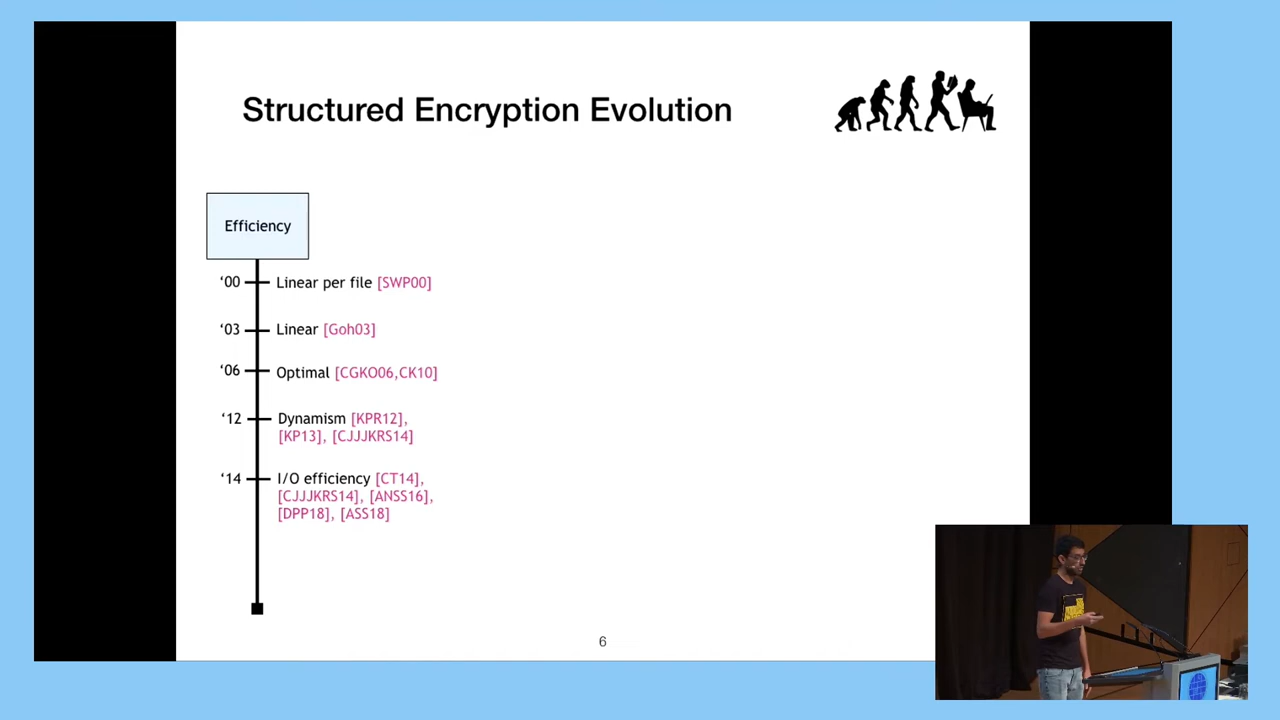 Structured Encryption Evolution
Efficiency
‘00 Linear per file [SWP00]
‘03 Linear [Goh03]
‘06 Optimal [CGKO06,CK10]
‘12 Dynamism [KPR12],
[KP13], [CJJJKRS14]
‘14 I/O efficiency [CT14],
[CJJJKRS14], [ANSS16],
[DPP18], [ASS18]
6